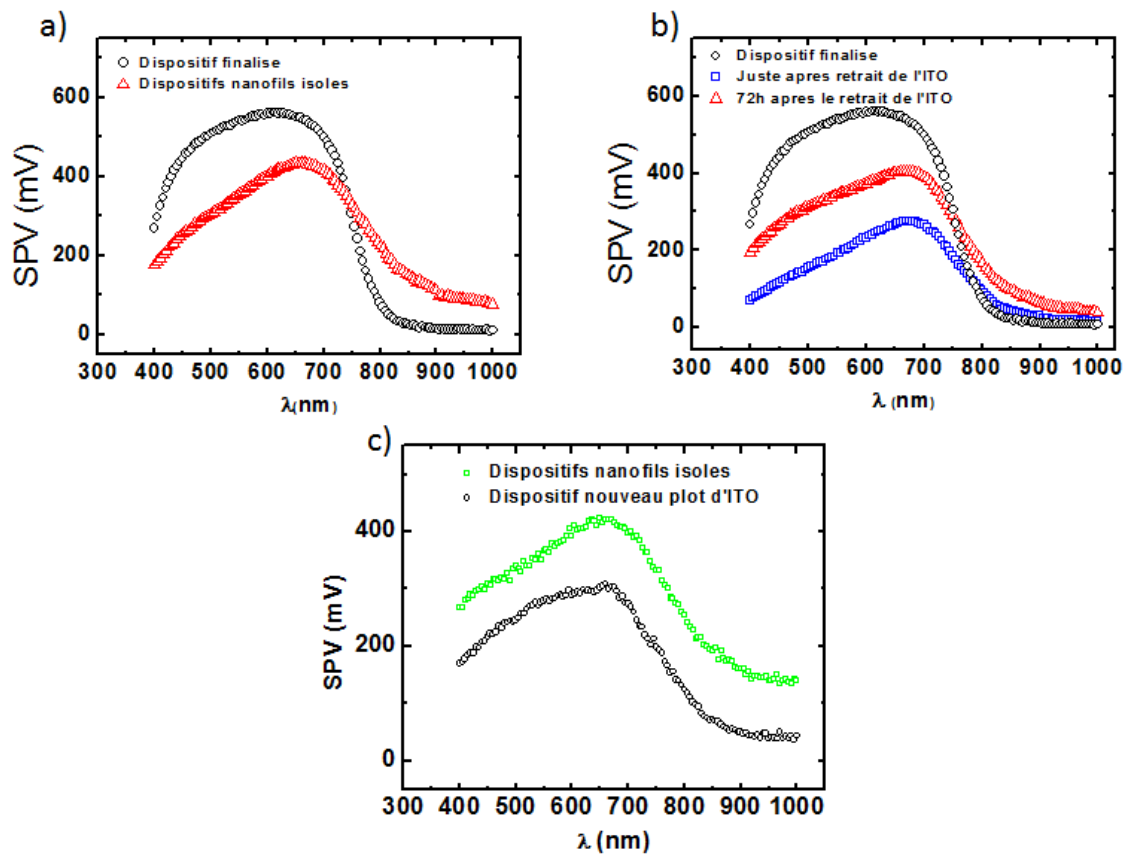 a)
Dispositif finalise
Dispositifs nanofils isoles
600
400
200
0
SPV (mV)
300 400 500 600 700 800 900 1000
λ(nm)
b)
Dispositif finalise
Juste apres retrait de l'ITO
72h apres le retrait de l'ITO
600
400
200
0
SPV (mV)
300 400 500 600 700 800 900 1000
λ (nm)
c)
Dispositifs nanofils isoles
Dispositif nouveau plot d'ITO
400
200
0
SPV (mV)
300 400 500 600 700 800 900 1000
λ (nm)